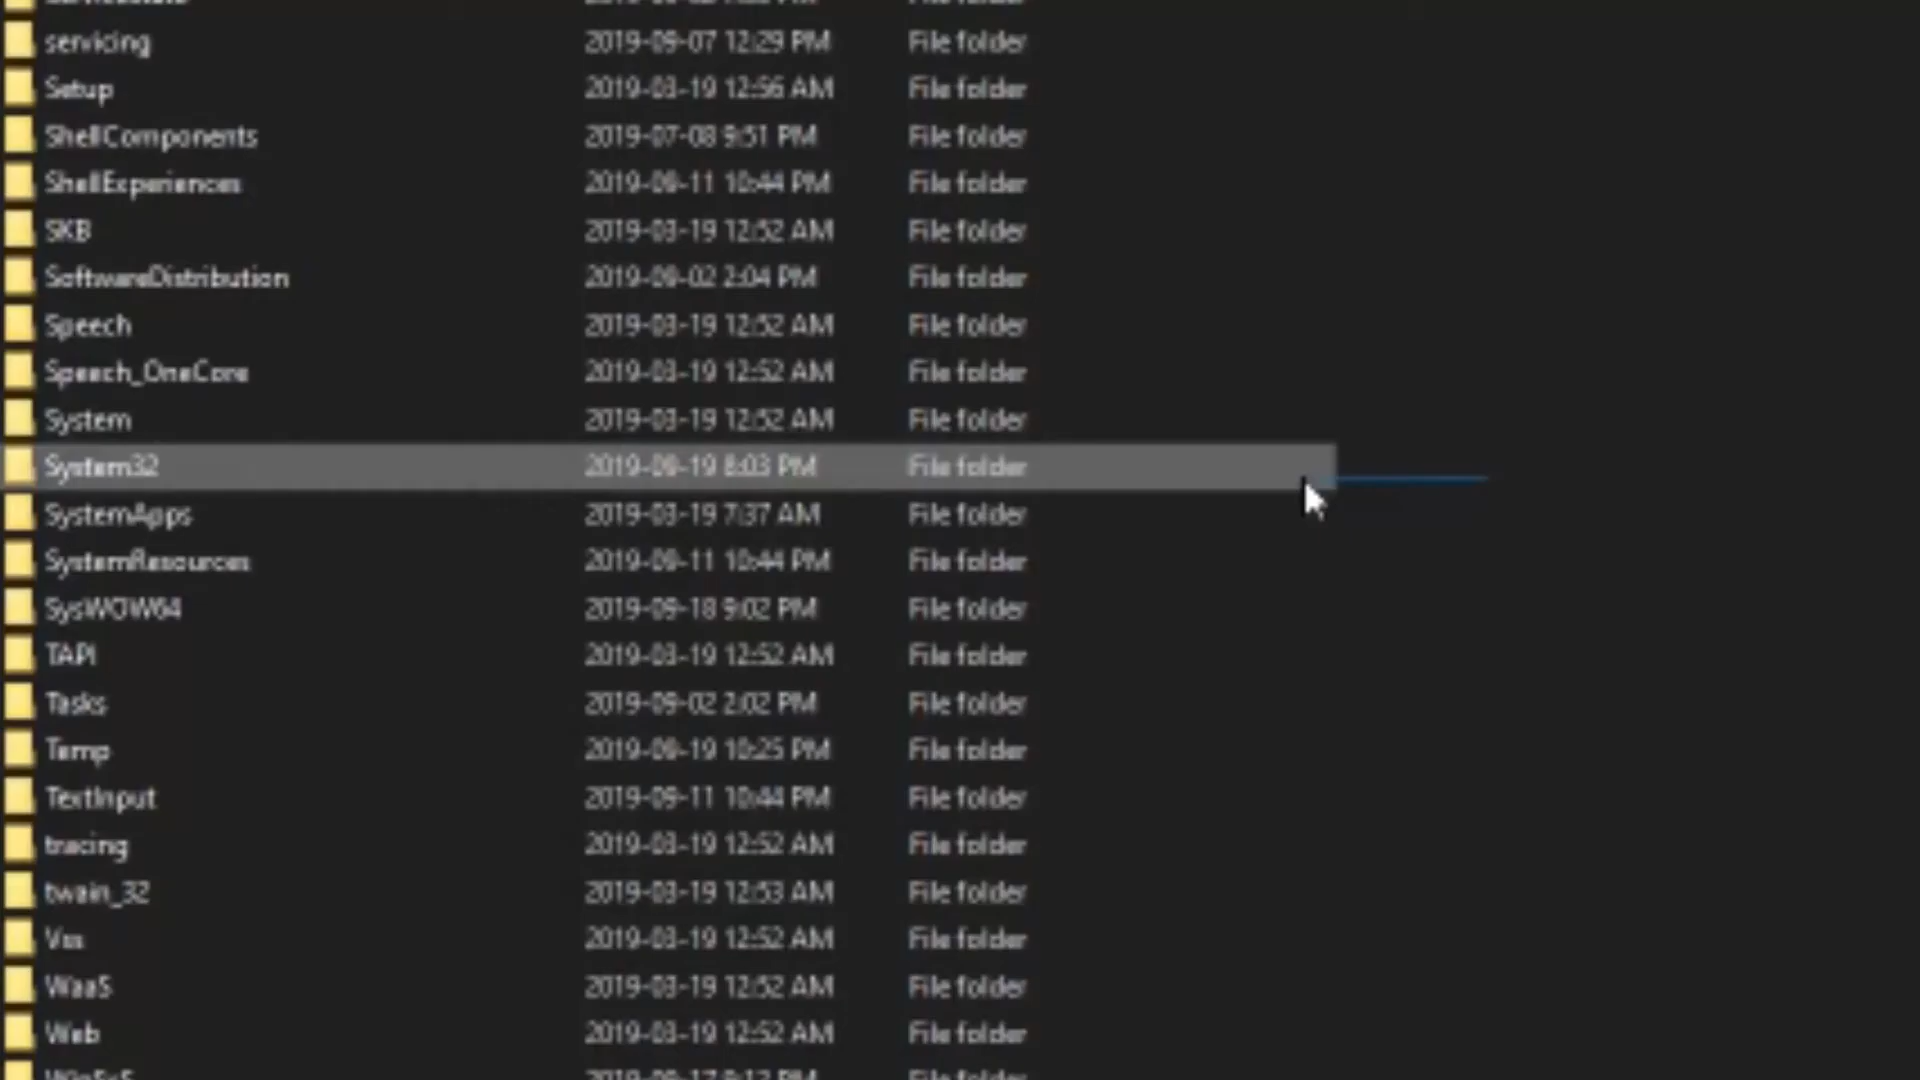 servicing 2019-09-07 12:29 PM File folder
Setup 2019-03-19 12:56 AM File folder
ShellComponents 2019-07-08 9:51 PM File folder
ShellExperiences 2019-09-11 10:44 PM File folder
SKB 2019-03-19 12:52 AM File folder
SoftwareDistribution 2019-09-02 2:04 PM File folder
Speech 2019-03-19 12:52 AM File folder
Speech_OneCore 2019-03-19 12:52 AM File folder
System 2019-03-19 12:52 AM File folder
System32 2019-09-19 8:03 PM File folder
SystemApps 2019-03-19 7:37 AM File folder
SystemResources 2019-09-11 10:44 PM File folder
SysWOW64 2019-09-18 9:02 PM File folder
TAPI 2019-03-19 12:52 AM File folder
Tasks 2019-09-02 2:02 PM File folder
Temp 2019-09-19 10:25 PM File folder
TextInput 2019-09-11 10:44 PM File folder
tracing 2019-03-19 12:52 AM File folder
twain_32 2019-03-19 12:53 AM File folder
Vss 2019-03-19 12:52 AM File folder
WaaS 2019-03-19 12:52 AM File folder
Web 2019-03-19 12:52 AM File folder